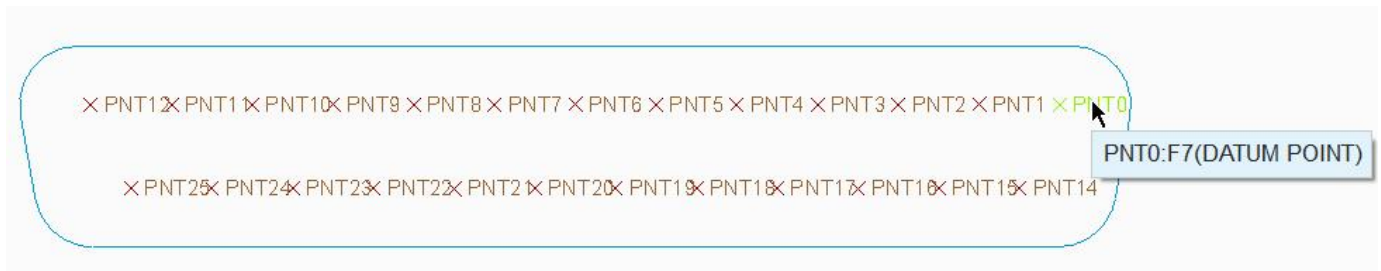 PNT12 PNT11 PNT10 PNT9 PNT8 PNT7 PNT6 PNT5 PNT4 PNT3 PNT2 PNT1 PNT0
PNT0:F7(DATUM POINT)
PNT25 PNT24 PNT23 PNT22 PNT21 PNT20 PNT19 PNT18 PNT17 PNT16 PNT15 PNT14